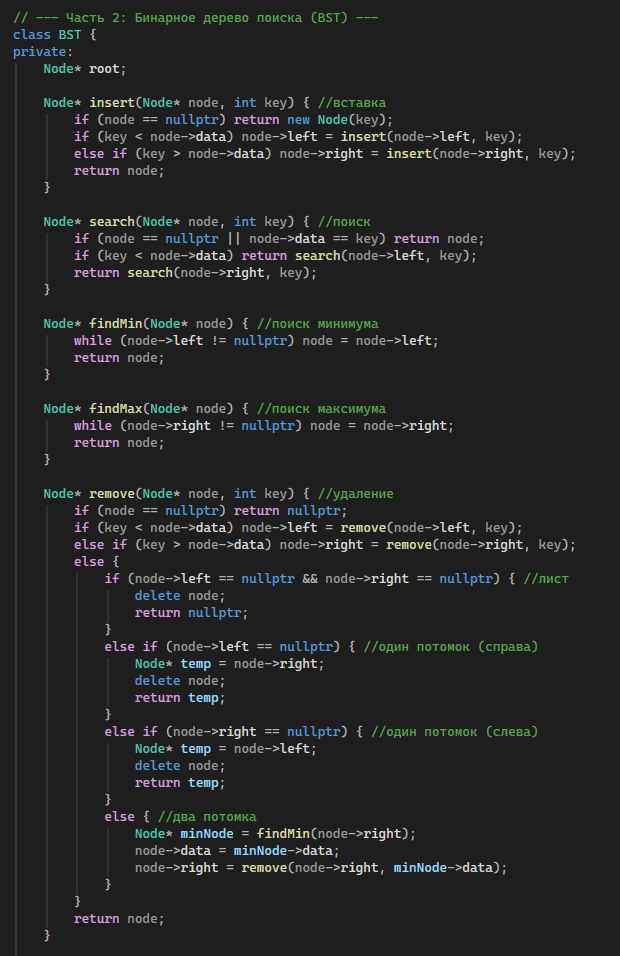 // --- Часть 2: Бинарное дерево поиска (BST) ---
class BST {
private:
    Node* root;

    Node* insert(Node* node, int key) { //вставка
        if (node == nullptr) return new Node(key);
        if (key < node->data) node->left = insert(node->left, key);
        else if (key > node->data) node->right = insert(node->right, key);
        return node;
    }

    Node* search(Node* node, int key) { //поиск
        if (node == nullptr || node->data == key) return node;
        if (key < node->data) return search(node->left, key);
        return search(node->right, key);
    }

    Node* findMin(Node* node) { //поиск минимума
        while (node->left != nullptr) node = node->left;
        return node;
    }

    Node* findMax(Node* node) { //поиск максимума
        while (node->right != nullptr) node = node->right;
        return node;
    }

    Node* remove(Node* node, int key) { //удаление
        if (node == nullptr) return nullptr;
        if (key < node->data) node->left = remove(node->left, key);
        else if (key > node->data) node->right = remove(node->right, key);
        else {
            if (node->left == nullptr && node->right == nullptr) { //лист
                delete node;
                return nullptr;
            }
            else if (node->left == nullptr) { //один потомок (справа)
                Node* temp = node->right;
                delete node;
                return temp;
            }
            else if (node->right == nullptr) { //один потомок (слева)
                Node* temp = node->left;
                delete node;
                return temp;
            }
            else { //два потомка
                Node* minNode = findMin(node->right);
                node->data = minNode->data;
                node->right = remove(node->right, minNode->data);
            }
        }
        return node;
    }